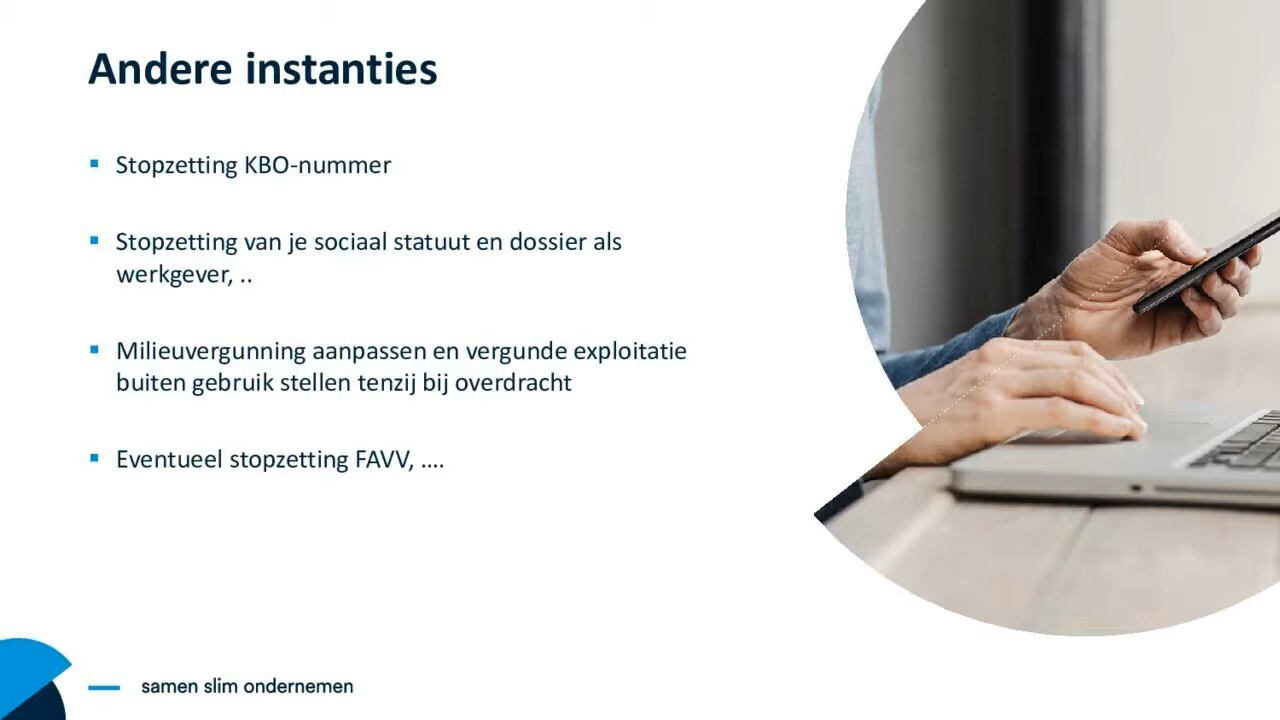 Andere instanties
▪ Stopzetting KBO-nummer
▪ Stopzetting van je sociaal statuut en dossier als
werkgever, ..
▪ Milieuvergunning aanpassen en vergunde exploitatie
buiten gebruik stellen tenzij bij overdracht
▪ Eventueel stopzetting FAVV, ....
samen slim ondernemen